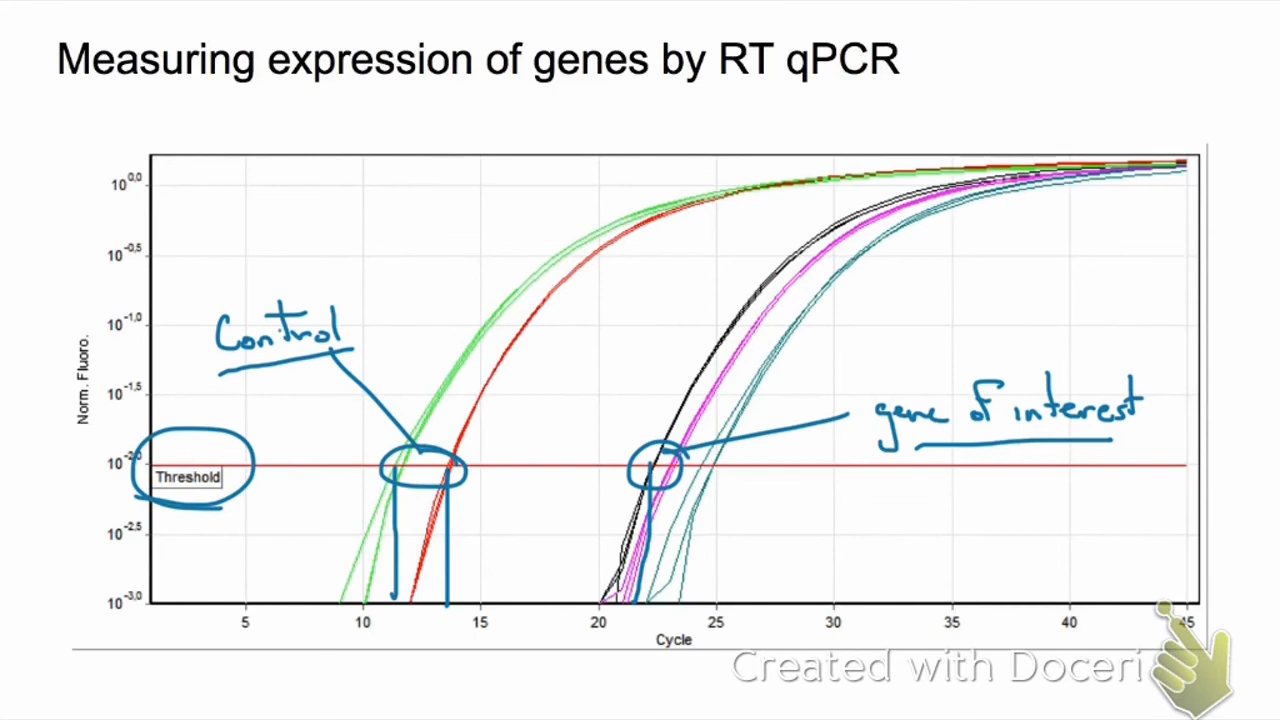 Measuring expression of genes by RT qPCR
10^0,0
10^-0,5
10^-1,0
10^-1,5
10^-2,0
10^-2,5
10^-3,0
Norm. Fluoro.
Control
gene of interest
Threshold
5 10 15 20 25 30 35 40 45
Cycle
Created with Doceri